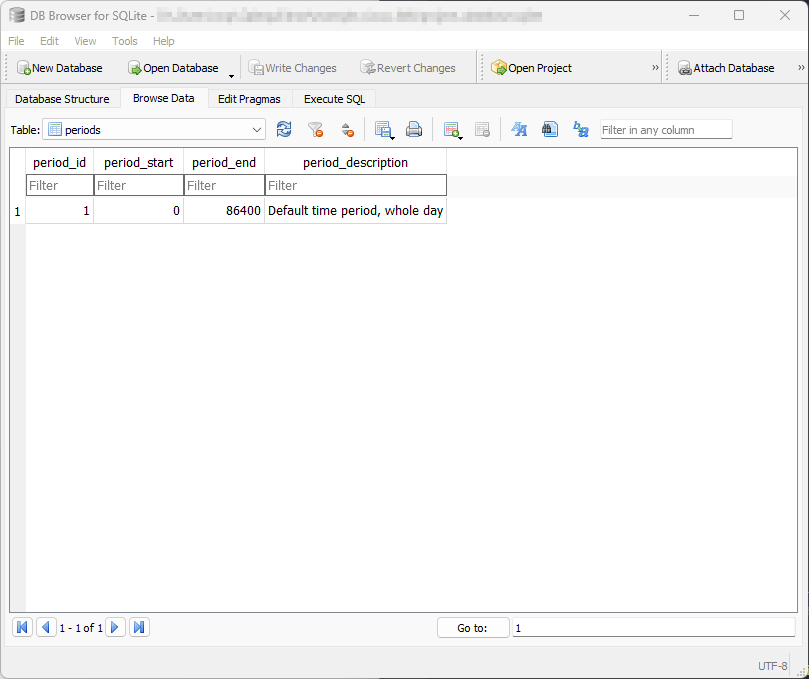 DB Browser for SQLite -
File Edit View Tools Help
New Database Open Database Write Changes Revert Changes Open Project » Attach Database »
Database Structure Browse Data Edit Pragmas Execute SQL
Table: periods Filter in any column
period_id period_start period_end period_description
Filter Filter Filter Filter
1 1 0 86400 Default time period, whole day
1 - 1 of 1 Go to: 1
UTF-8